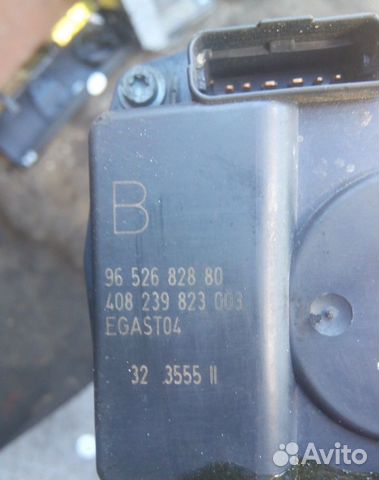 B
96 526 828 80
408 239 823 003
EGAST04
32 .3555 II
Avito